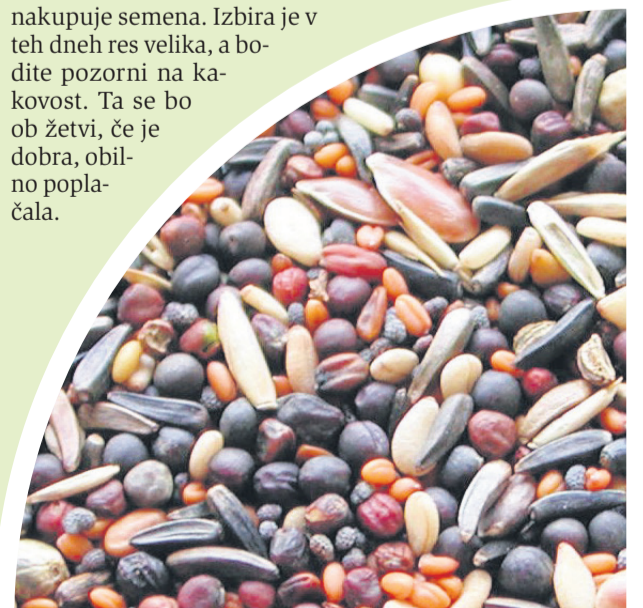 nakupuje semena. Izbira je v
teh dneh res velika, a bo-
dite pozorni na ka-
kovost. Ta se bo
ob žetvi, če je
dobra, obil-
no popla-
čala.